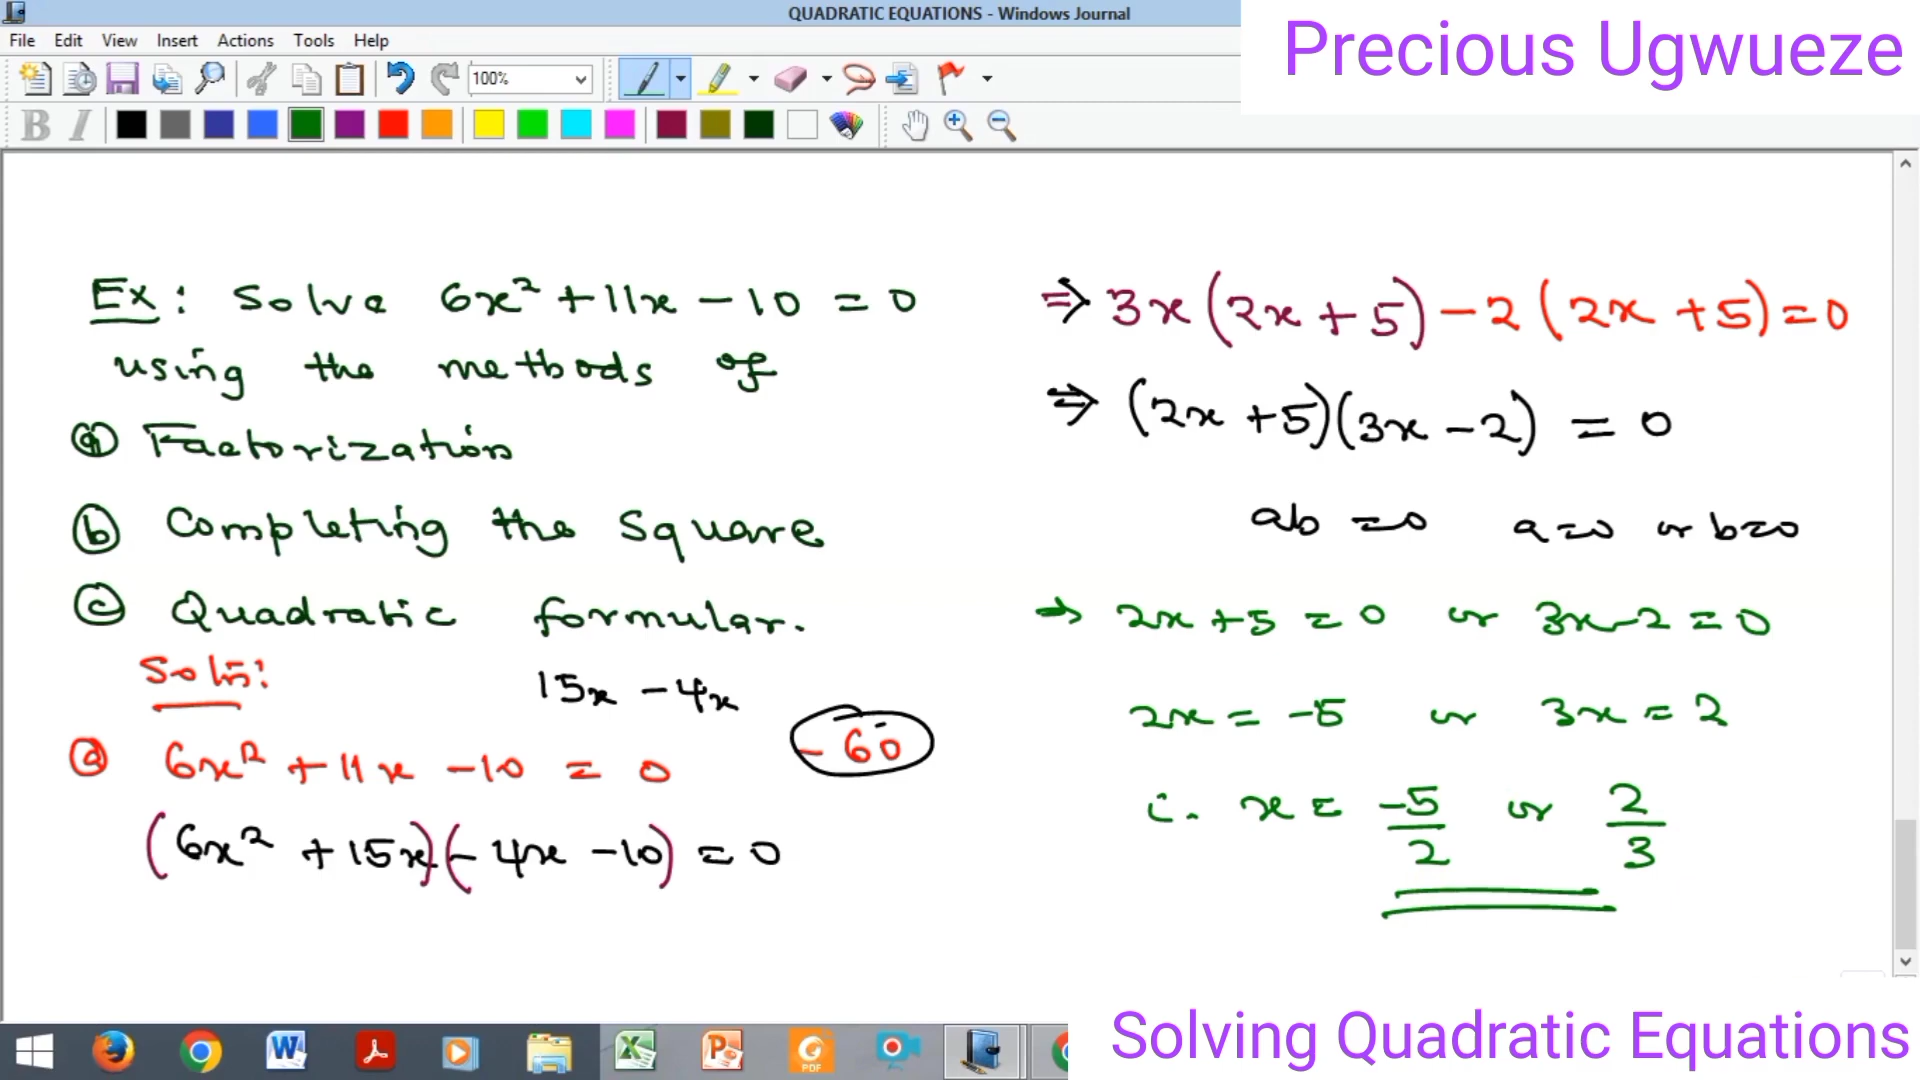 QUADRATIC EQUATIONS - Windows Journal
File Edit View Insert Actions Tools Help
Precious Ugwueze
100%
B I
Ex: Solve 6x² + 11x - 10 = 0
using the methods of
ⓐ Factorization
ⓑ Completing the Square
ⓒ Quadratic formular.
Soln:
15x - 4x
- 60
ⓐ 6x² + 11x - 10 = 0
(6x² + 15x)(- 4x - 10) = 0
⇒ 3x(2x + 5) - 2(2x + 5) = 0
⇒ (2x + 5)(3x - 2) = 0
ab = 0 a = 0 or b = 0
⇒ 2x + 5 = 0 or 3x - 2 = 0
2x = -5 or 3x = 2
∴ x = -5/2 or 2/3
PDF
Solving Quadratic Equations